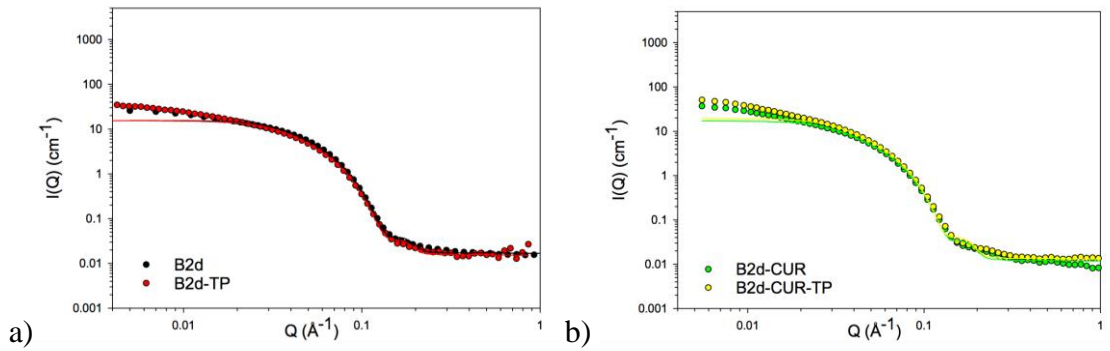 1000
100
10
1
0.1
0.01
0.001
I(Q) (cm⁻¹)
B2d
B2d-TP
0.01 0.1 1
Q (Å⁻¹)
a)
1000
100
10
1
0.1
0.01
0.001
I(Q) (cm⁻¹)
B2d-CUR
B2d-CUR-TP
0.01 0.1 1
Q (Å⁻¹)
b)